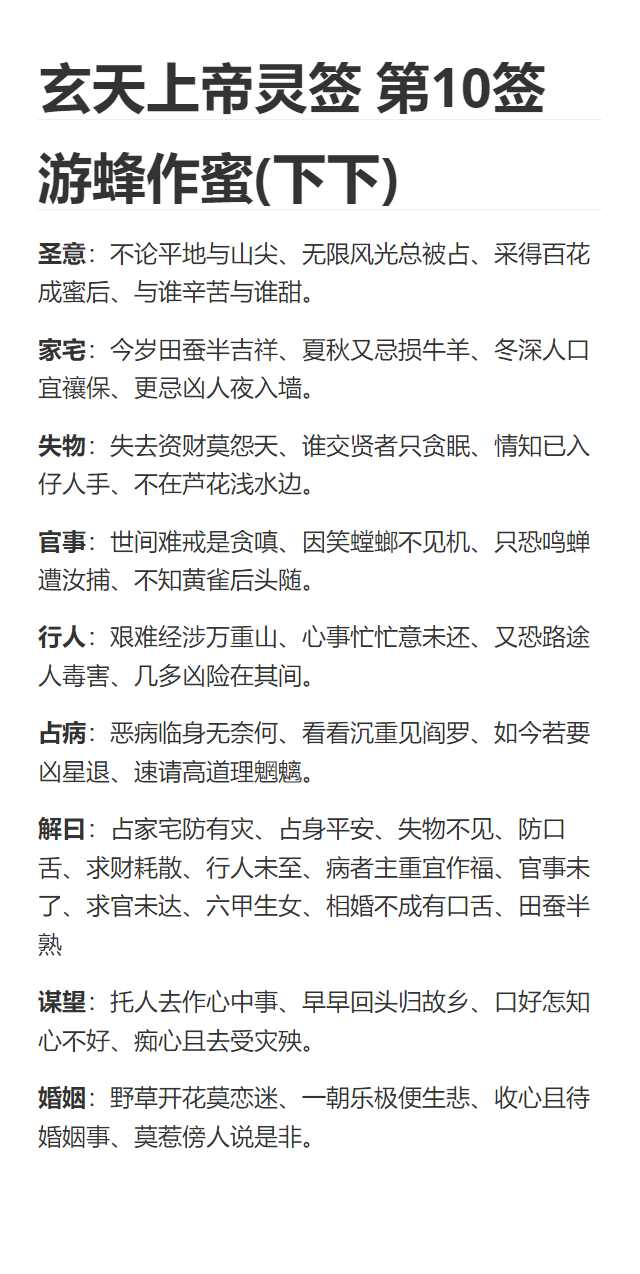 玄天上帝灵签 第10签
游蜂作蜜(下下)
圣意：不论平地与山尖、无限风光总被占、采得百花
成蜜后、与谁辛苦与谁甜。
家宅：今岁田蚕半吉祥、夏秋又忌损牛羊、冬深人口
宜禳保、更忌凶人夜入墙。
失物：失去资财莫怨天、谁交贤者只贪眠、情知已入
仔人手、不在芦花浅水边。
官事：世间难戒是贪嗔、因笑螳螂不见机、只恐鸣蝉
遭汝捕、不知黄雀后头随。
行人：艰难经涉万重山、心事忙忙意未还、又恐路途
人毒害、几多凶险在其间。
占病：恶病临身无奈何、看看沉重见阎罗、如今若要
凶星退、速请高道理魍魉。
解曰：占家宅防有灾、占身平安、失物不见、防口
舌、求财耗散、行人未至、病者主重宜作福、官事未
了、求官未达、六甲生女、相婚不成有口舌、田蚕半
熟
谋望：托人去作心中事、早早回头归故乡、口好怎知
心不好、痴心且去受灾殃。
婚姻：野草开花莫恋迷、一朝乐极便生悲、收心且待
婚姻事、莫惹傍人说是非。